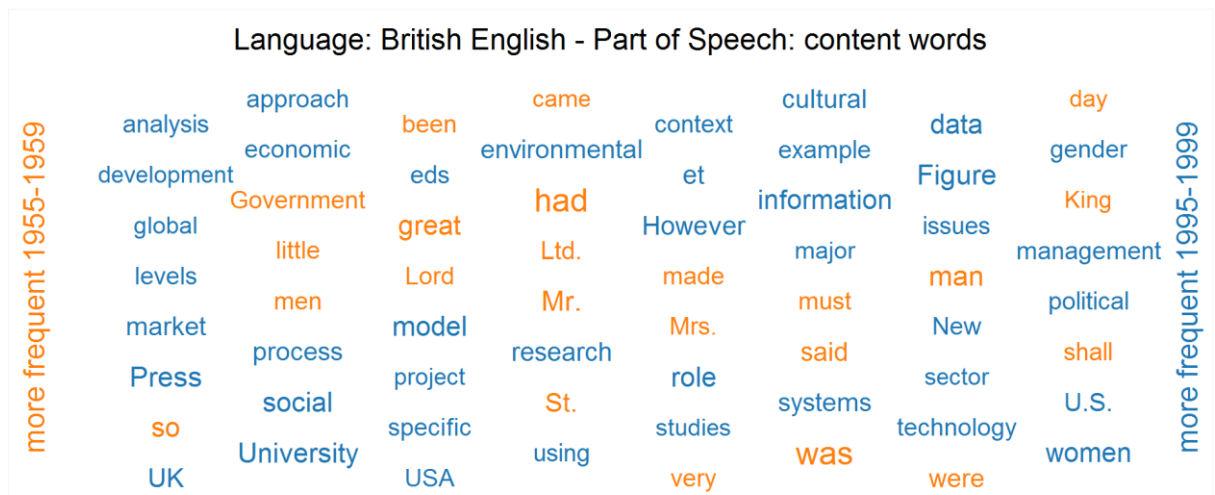 Language: British English - Part of Speech: content words
more frequent 1955-1959
analysis
development
global
levels
market
Press
so
UK
approach
economic
Government
little
men
process
social
University
been
eds
great
Lord
model
project
specific
USA
came
environmental
had
Ltd.
Mr.
research
St.
using
context
et
However
made
Mrs.
role
studies
very
cultural
example
information
major
must
said
systems
was
data
Figure
issues
man
New
sector
technology
were
day
gender
King
management
political
shall
U.S.
women
more frequent 1995-1999